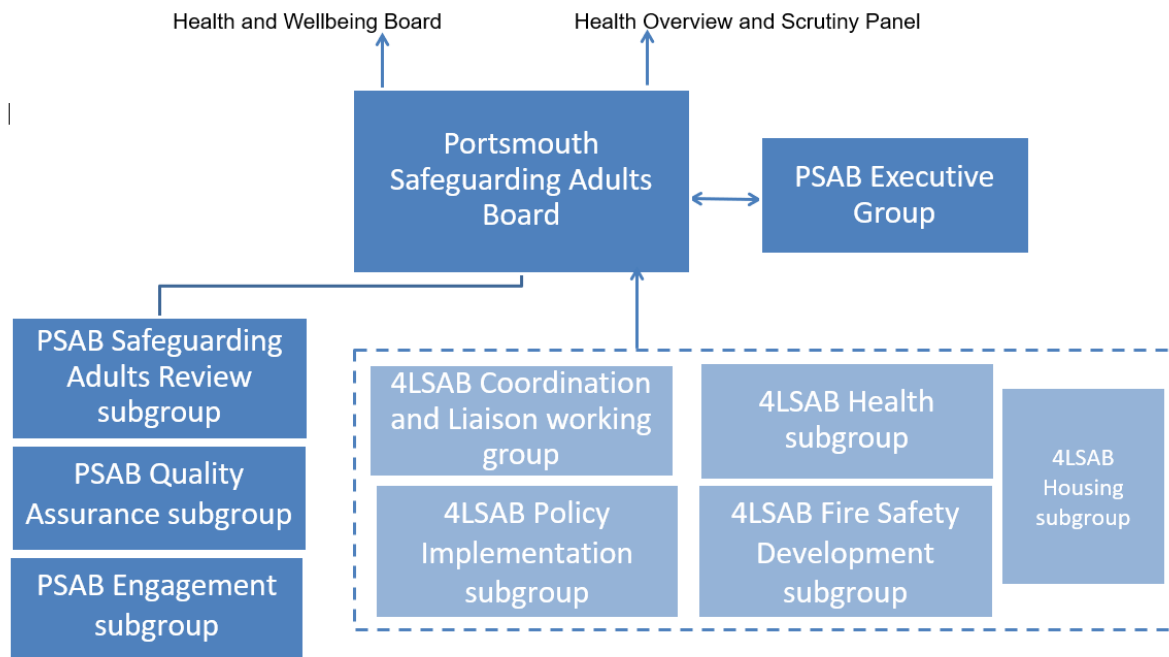 Health and Wellbeing Board
Health Overview and Scrutiny Panel
Portsmouth
Safeguarding Adults
Board
PSAB Executive
Group
PSAB Safeguarding
Adults Review
subgroup
PSAB Quality
Assurance subgroup
PSAB Engagement
subgroup
4LSAB Coordination
and Liaison working
group
4LSAB Health
subgroup
4LSAB Policy
Implementation
subgroup
4LSAB Fire Safety
Development
subgroup
4LSAB
Housing
subgroup